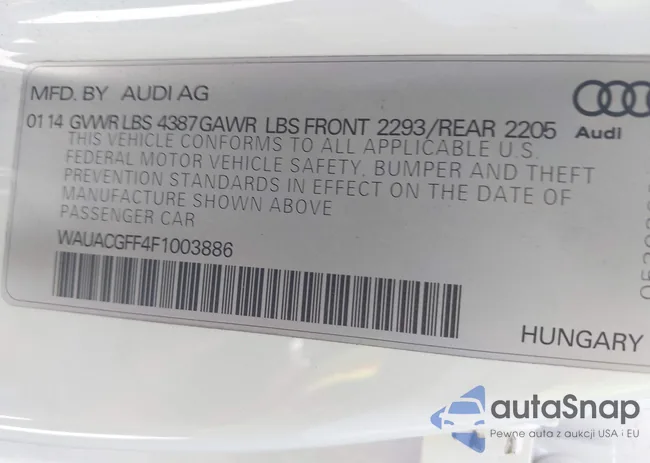 MFD. BY AUDI AG
01 14 GVWR LBS 4387 GAWR LBS FRONT 2293/REAR 2205
THIS VEHICLE CONFORMS TO ALL APPLICABLE U.S.
FEDERAL MOTOR VEHICLE SAFETY, BUMPER AND THEFT
PREVENTION STANDARDS IN EFFECT ON THE DATE OF
MANUFACTURE SHOWN ABOVE
PASSENGER CAR
WAUACGFF4F1003886
Audi
HUNGARY
autaSnap
Pewne auta z aukcji USA i EU